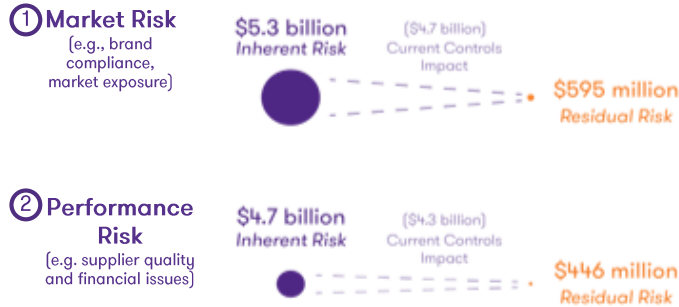 1 Market Risk
(e.g., brand
compliance,
market exposure)
$5.3 billion
Inherent Risk
($4.7 billion)
Current Controls
Impact
$595 million
Residual Risk
2 Performance
Risk
(e.g. supplier quality
and financial issues)
$4.7 billion
Inherent Risk
($4.3 billion)
Current Controls
Impact
$446 million
Residual Risk